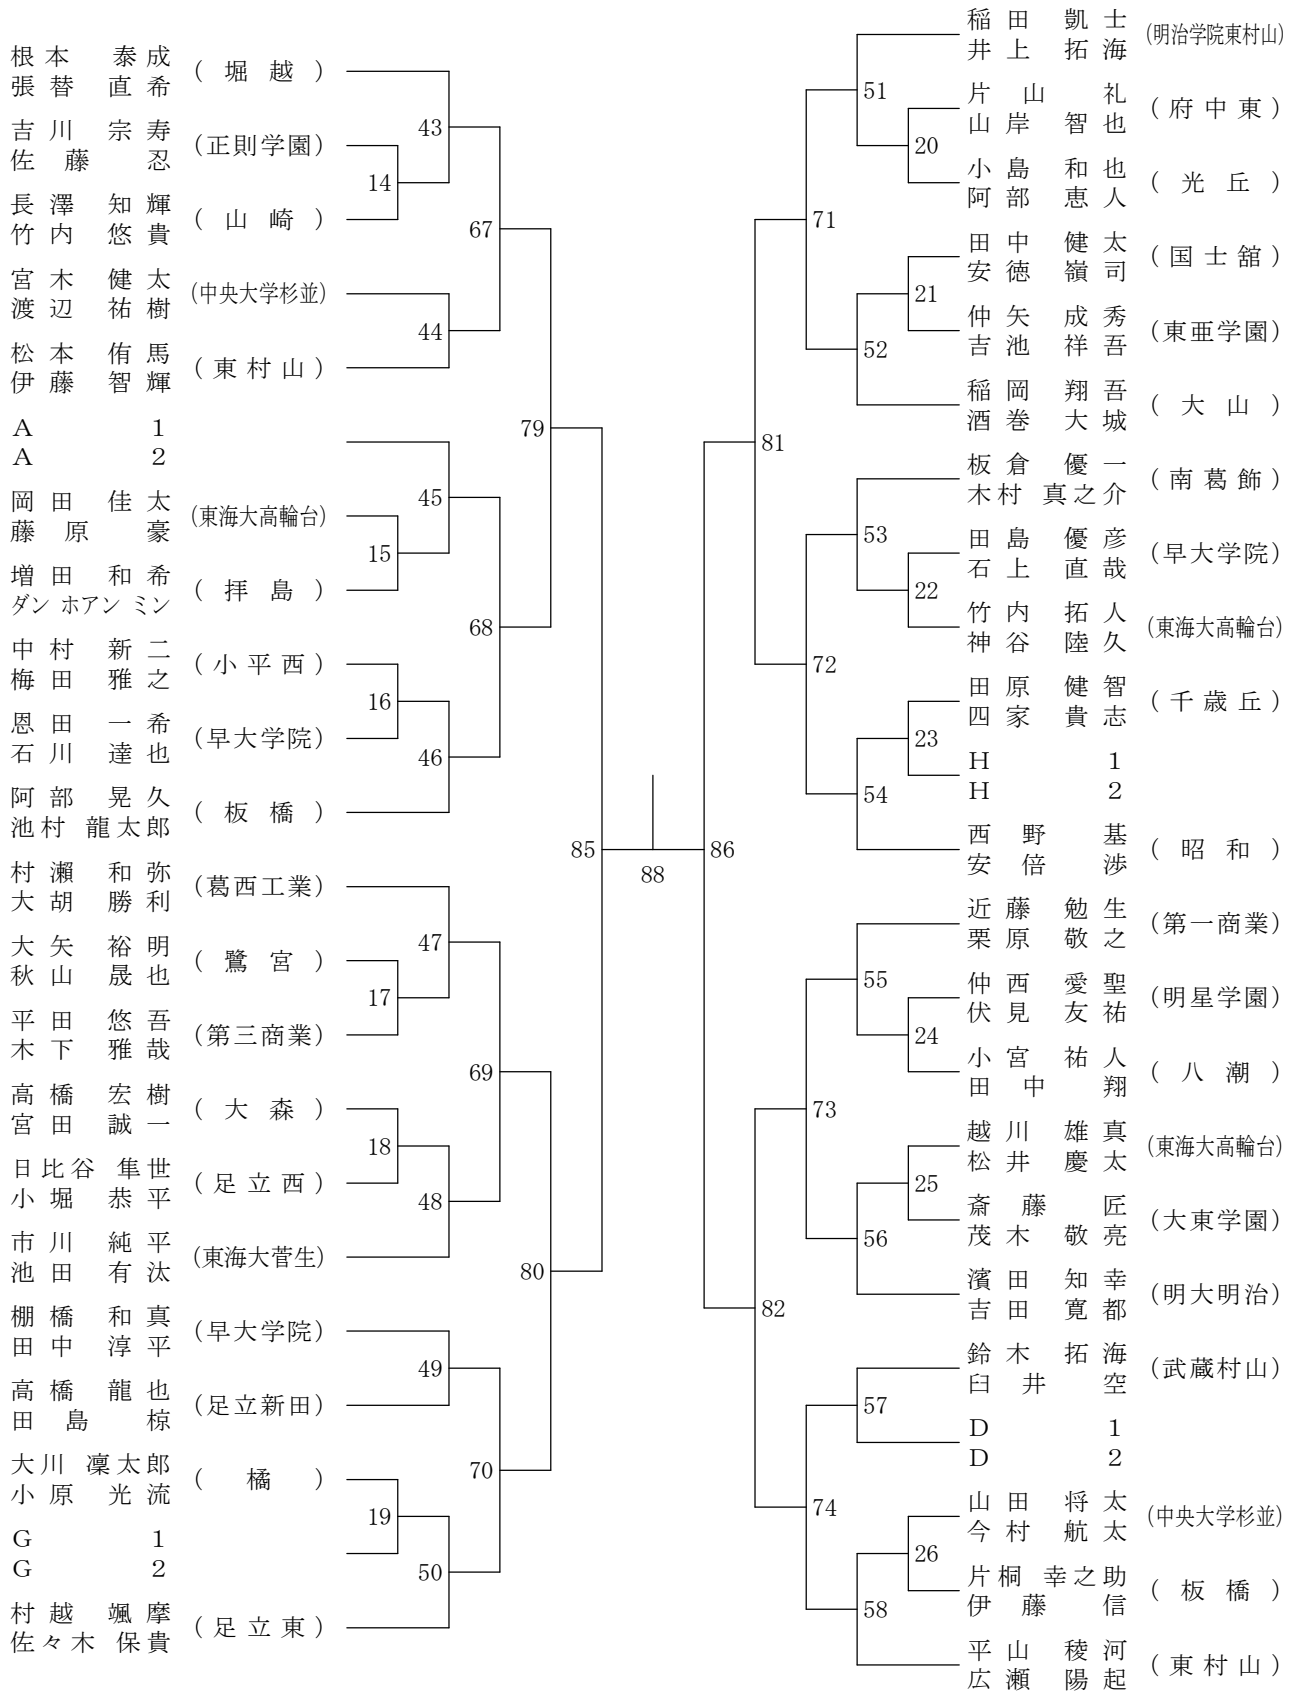 根本 泰成
張替 直希
(堀越)
吉川 宗寿
佐藤 忍
(正則学園)
長澤 知輝
竹内 悠貴
(山崎)
宮木 健太
渡辺 祐樹
(中央大学杉並)
松本 侑馬
伊藤 智輝
(東村山)
A 1
A 2
岡田 佳太
藤原 豪
(東海大高輪台)
増田 和希
ダン ホアン ミン
(拝島)
中村 新二
梅田 雅之
(小平西)
恩田 一希
石川 達也
(早大学院)
阿部 晃久
池村 龍太郎
(板橋)
村瀬 和弥
大胡 勝利
(葛西工業)
大矢 裕明
秋山 晟也
(鷺宮)
平田 悠吾
木下 雅哉
(第三商業)
高橋 宏樹
宮田 誠一
(大森)
日比谷 隼世
小堀 恭平
(足立西)
市川 純平
池田 有汰
(東海大菅生)
棚橋 和真
田中 淳平
(早大学院)
高橋 龍也
田島 椋
(足立新田)
大川 凜太郎
小原 光流
(橘)
G 1
G 2
村越 颯摩
佐々木 保貴
(足立東)
43
14
67
44
79
45
15
68
16
46
85
47
17
69
18
48
80
49
70
19
50
88
86
稲田 凱士
井上 拓海
(明治学院東村山)
片山 礼
山岸 智也
(府中東)
小島 和也
阿部 恵人
(光丘)
田中 健太
安徳 嶺司
(国士舘)
仲矢 成秀
吉池 祥吾
(東亜学園)
稲岡 翔吾
酒巻 大城
(大山)
板倉 優一
木村 真之介
(南葛飾)
田島 優彦
石上 直哉
(早大学院)
竹内 拓人
神谷 陸久
(東海大高輪台)
田原 健智
四家 貴志
(千歳丘)
H 1
H 2
西野 基
安倍 渉
(昭和)
近藤 勉生
栗原 敬之
(第一商業)
仲西 愛聖
伏見 友祐
(明星学園)
小宮 祐人
田中 翔
(八潮)
越川 雄真
松井 慶太
(東海大高輪台)
斎藤 匠
茂木 敬亮
(大東学園)
濱田 知幸
吉田 寛都
(明大明治)
鈴木 拓海
臼井 空
(武蔵村山)
D 1
D 2
山田 将太
今村 航太
(中央大学杉並)
片桐 幸之助
伊藤 信
(板橋)
平山 稜河
広瀬 陽起
(東村山)
51
20
71
21
52
81
53
22
72
23
54
55
24
73
25
56
82
57
74
26
58